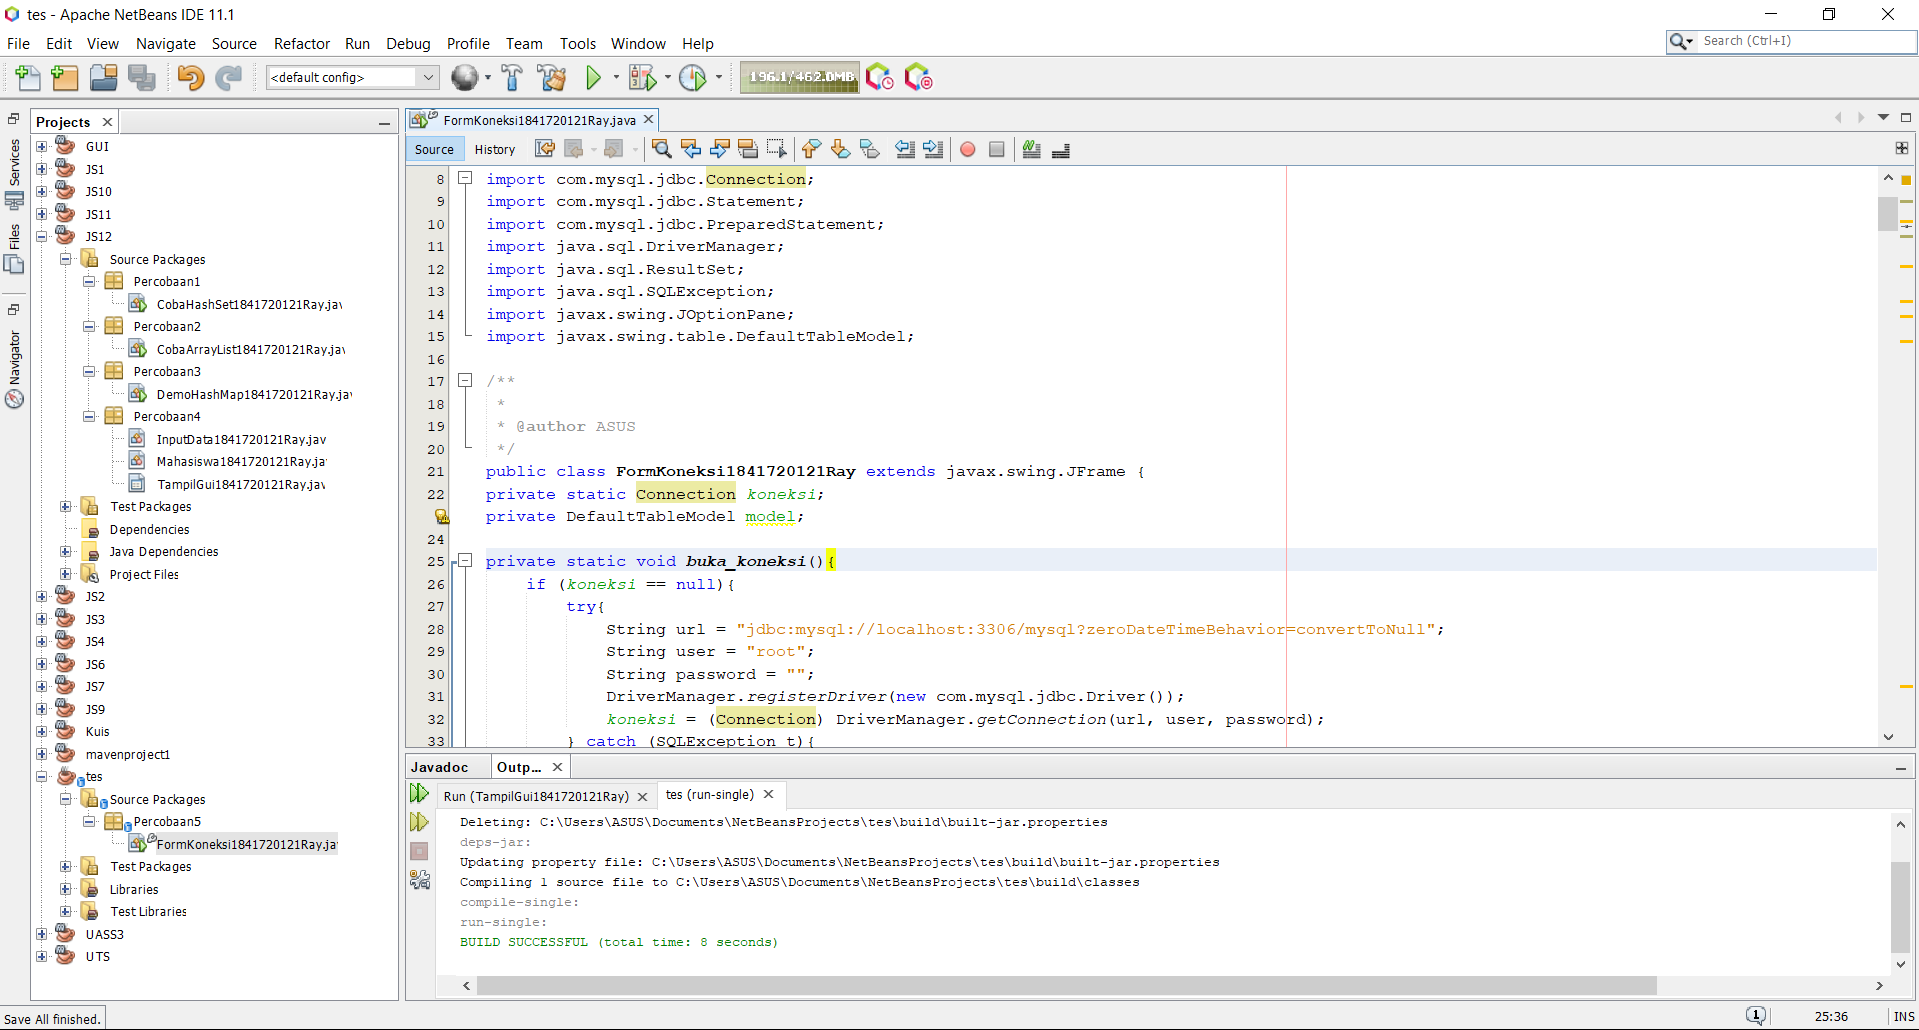 tes - Apache NetBeans IDE 11.1
File Edit View Navigate Source Refactor Run Debug Profile Team Tools Window Help
Search (Ctrl+I)
<default config>
196.1/462.0MB
Services
Files
Navigator
Projects
GUI
JS1
JS10
JS11
JS12
Source Packages
Percobaan1
CobaHashSet1841720121Ray.jav
Percobaan2
CobaArrayList1841720121Ray.jav
Percobaan3
DemoHashMap1841720121Ray.jav
Percobaan4
InputData1841720121Ray.jav
Mahasiswa1841720121Ray.ja
TampilGui1841720121Ray.jav
Test Packages
Dependencies
Java Dependencies
Project Files
JS2
JS3
JS4
JS6
JS7
JS9
Kuis
mavenproject1
tes
Source Packages
Percobaan5
FormKoneksi1841720121Ray.ja
Test Packages
Libraries
Test Libraries
UASS3
UTS
FormKoneksi1841720121Ray.java
Source History
8 import com.mysql.jdbc.Connection;
9 import com.mysql.jdbc.Statement;
10 import com.mysql.jdbc.PreparedStatement;
11 import java.sql.DriverManager;
12 import java.sql.ResultSet;
13 import java.sql.SQLException;
14 import javax.swing.JOptionPane;
15 import javax.swing.table.DefaultTableModel;
16
17 /**
18 *
19 * @author ASUS
20 */
21 public class FormKoneksi1841720121Ray extends javax.swing.JFrame {
22 private static Connection koneksi;
private DefaultTableModel model;
24
25 private static void buka_koneksi(){
26 if (koneksi == null){
27 try{
28 String url = "jdbc:mysql://localhost:3306/mysql?zeroDateTimeBehavior=convertToNull";
29 String user = "root";
30 String password = "";
31 DriverManager.registerDriver(new com.mysql.jdbc.Driver());
32 koneksi = (Connection) DriverManager.getConnection(url, user, password);
33 } catch (SQLException t){
Javadoc Outp...
Run (TampilGui1841720121Ray) tes (run-single)
Deleting: C:\Users\ASUS\Documents\NetBeansProjects\tes\build\built-jar.properties
deps-jar:
Updating property file: C:\Users\ASUS\Documents\NetBeansProjects\tes\build\built-jar.properties
Compiling 1 source file to C:\Users\ASUS\Documents\NetBeansProjects\tes\build\classes
compile-single:
run-single:
BUILD SUCCESSFUL (total time: 8 seconds)
Save All finished.
1
25:36
INS